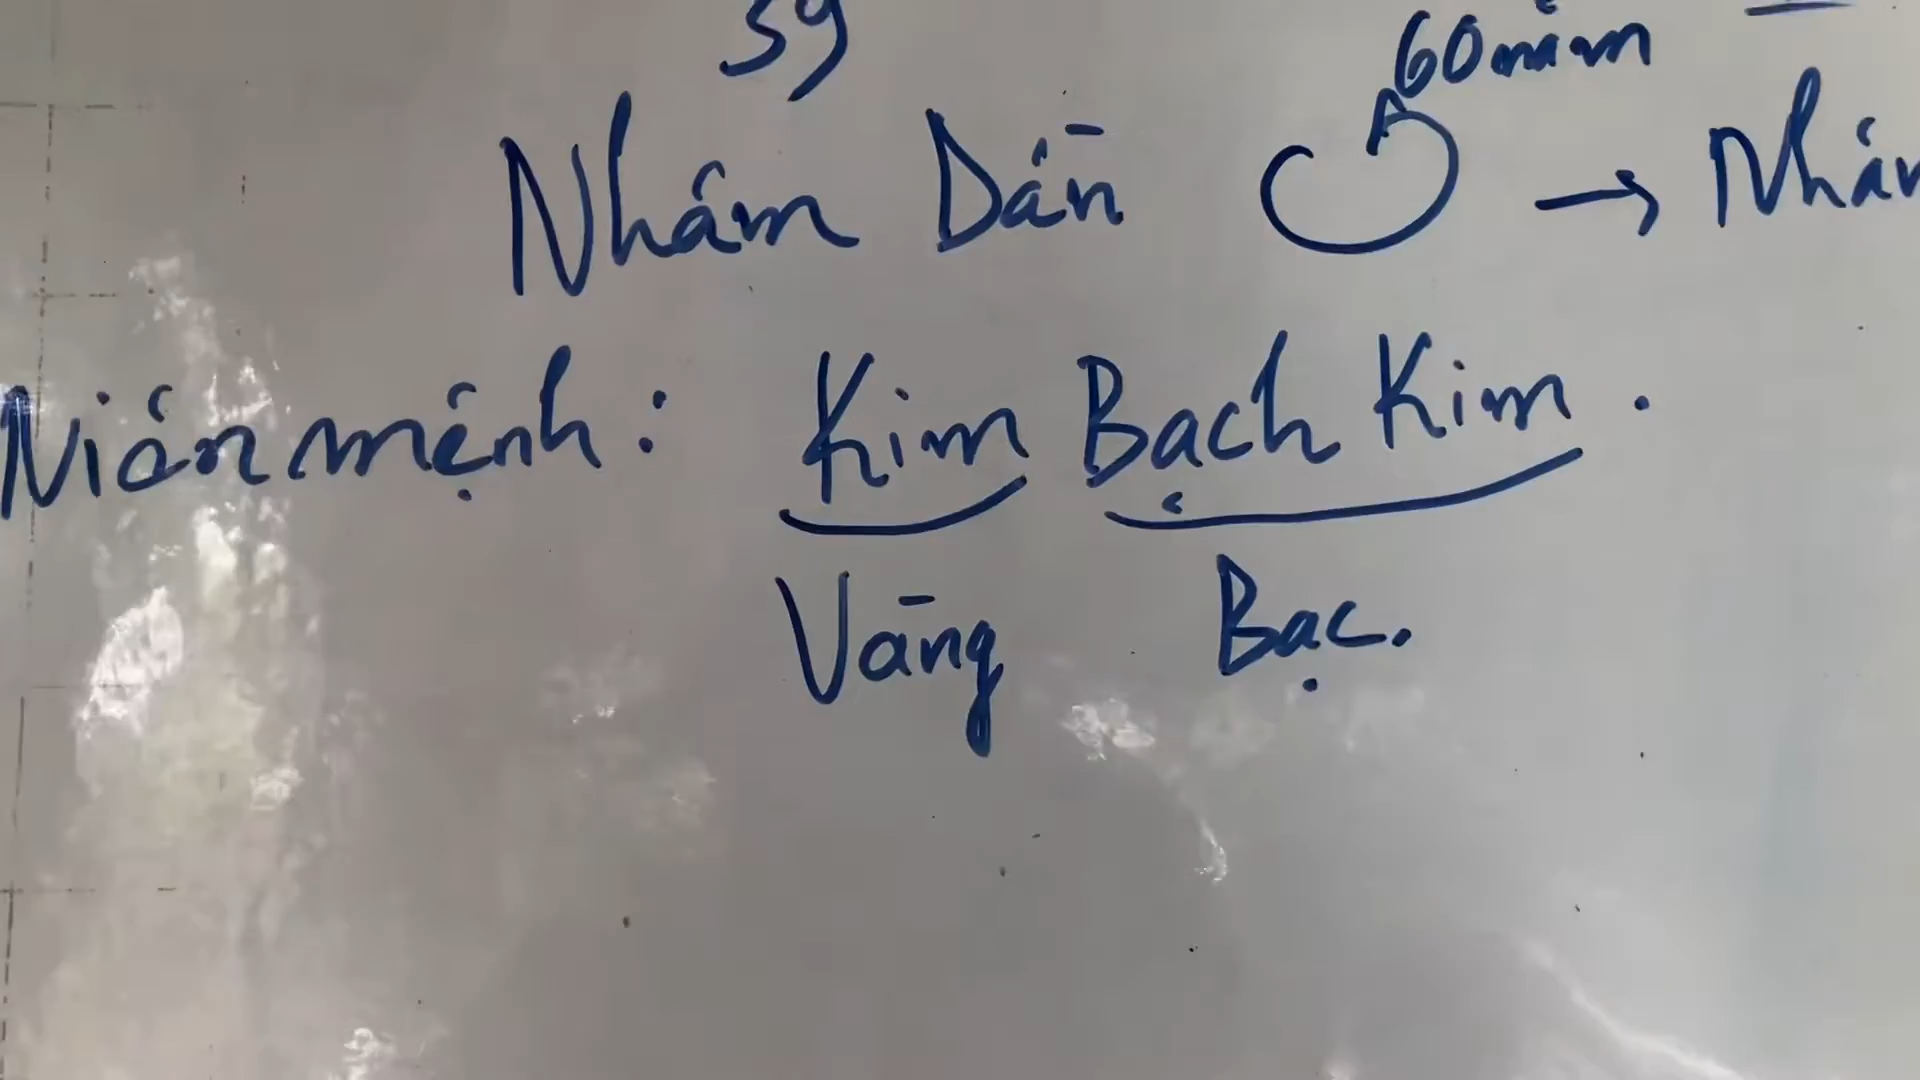 59
60 năm
Nhâm Dần → Nhâ
Niên mệnh: Kim Bạch Kim.
Vàng Bạc.